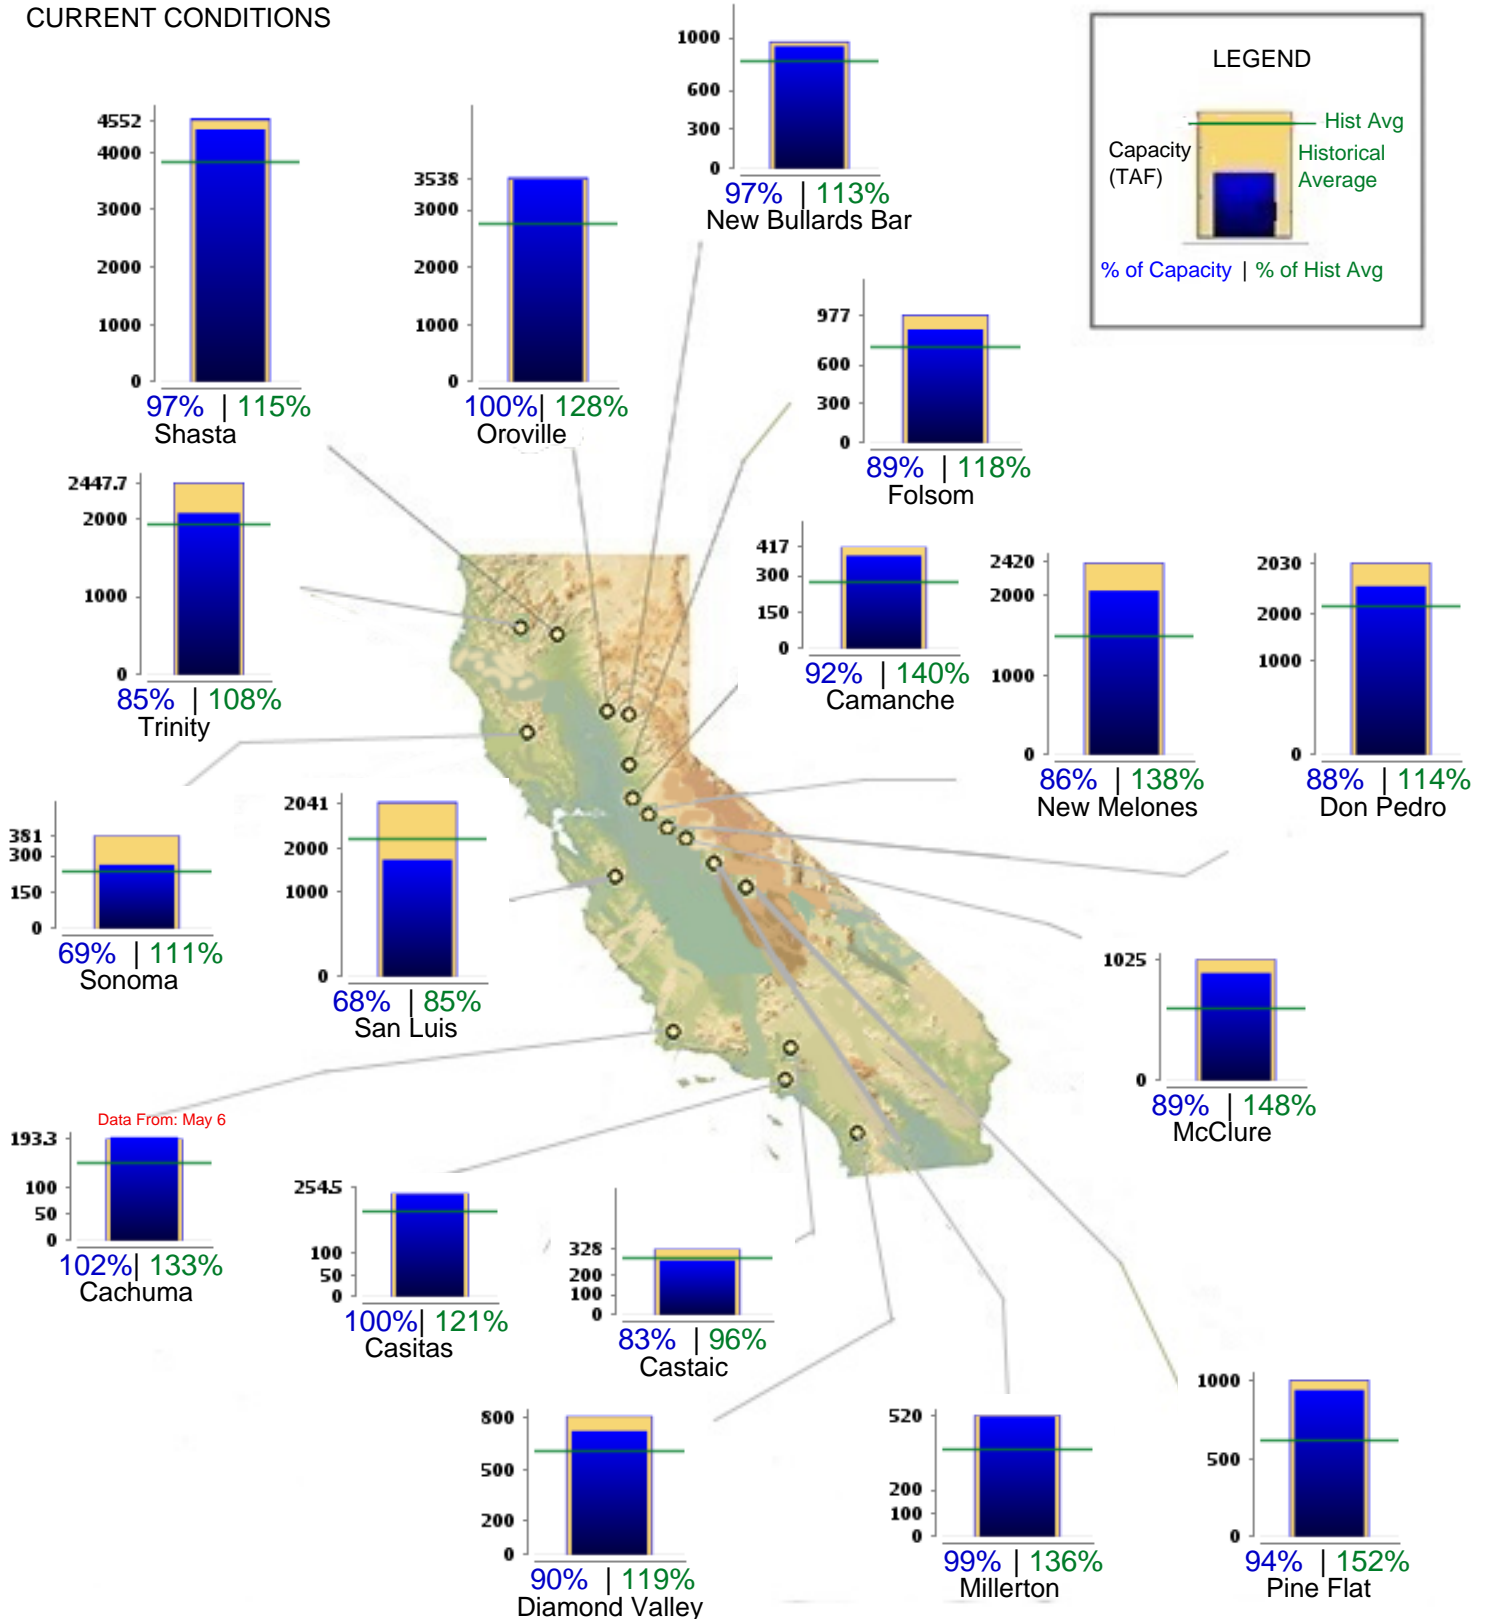 CURRENT CONDITIONS
LEGEND
Hist Avg
Capacity
(TAF)
Historical
Average
% of Capacity | % of Hist Avg
1000
600
300
0
97% | 113%
New Bullards Bar
4552
4000
3000
2000
1000
0
97% | 115%
Shasta
3538
3000
2000
1000
0
100%| 128%
Oroville
977
600
300
0
89% | 118%
Folsom
2447.7
2000
1000
0
85% | 108%
Trinity
417
300
150
0
92% | 140%
Camanche
2420
2000
1000
0
86% | 138%
New Melones
2030
2000
1000
0
88% | 114%
Don Pedro
381
300
150
0
69% | 111%
Sonoma
2041
2000
1000
0
68% | 85%
San Luis
1025
0
89% | 148%
McClure
Data From: May 6
193.3
100
50
0
102%| 133%
Cachuma
254.5
100
50
0
100%| 121%
Casitas
328
200
100
0
83% | 96%
Castaic
800
500
200
0
90% | 119%
Diamond Valley
520
200
100
0
99% | 136%
Millerton
1000
500
0
94% | 152%
Pine Flat